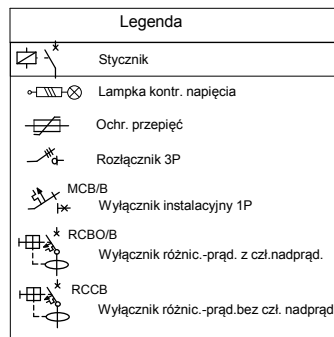 Legenda
Stycznik
Lampka kontr. napięcia
Ochr. przepięć
Rozłącznik 3P
MCB/B
Wyłącznik instalacyjny 1P
RCBO/B
Wyłącznik różnic.-prąd. z czł.nadprąd.
RCCB
Wyłącznik różnic.-prąd.bez czł. nadprąd